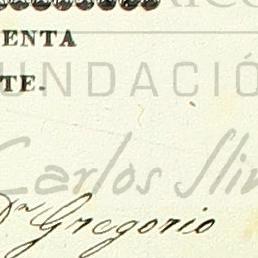 ENTA
UNDACIÓ
TE.
Carlos Slim
Dn Gregorio